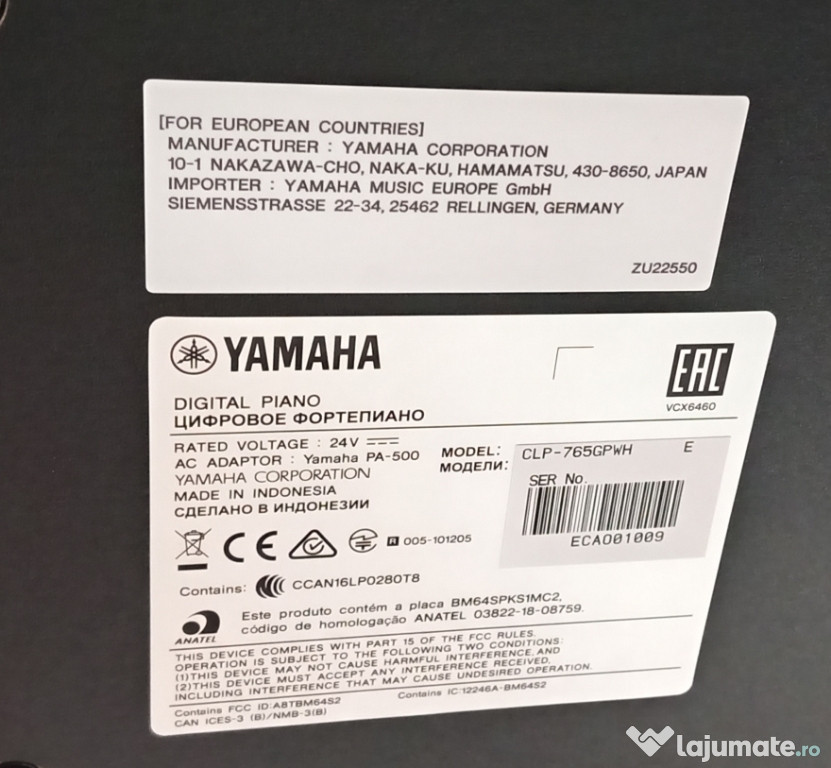 [FOR EUROPEAN COUNTRIES]
MANUFACTURER : YAMAHA CORPORATION
10-1 NAKAZAWA-CHO, NAKA-KU, HAMAMATSU, 430-8650, JAPAN
IMPORTER : YAMAHA MUSIC EUROPE GmbH
SIEMENSSTRASSE 22-34, 25462 RELLINGEN, GERMANY
ZU22550
YAMAHA
EAC
VCX6460
DIGITAL PIANO
ЦИФРОВОЕ ФОРТЕПИАНО
RATED VOLTAGE : 24V
AC ADAPTOR : Yamaha PA-500
YAMAHA CORPORATION
MADE IN INDONESIA
СДЕЛАНО В ИНДОНЕЗИИ
MODEL: CLP-765GPWH E
МОДЕЛИ:
SER No.
ECAO01009
CE
R 005-101205
Contains: CCAN16LP0280T8
ANATEL
Este produto contém a placa BM64SPKS1MC2,
código de homologação ANATEL 03822-18-08759.
THIS DEVICE COMPLIES WITH PART 15 OF THE FCC RULES.
OPERATION IS SUBJECT TO THE FOLLOWING TWO CONDITIONS:
(1)THIS DEVICE MAY NOT CAUSE HARMFUL INTERFERENCE, AND
(2)THIS DEVICE MUST ACCEPT ANY INTERFERENCE RECEIVED,
INCLUDING INTERFERENCE THAT MAY CAUSE UNDESIRED OPERATION.
Contains FCC ID:A8TBM64S2 Contains IC:12246A-BM64S2
CAN ICES-3 (B)/NMB-3(B)
lajumate.ro